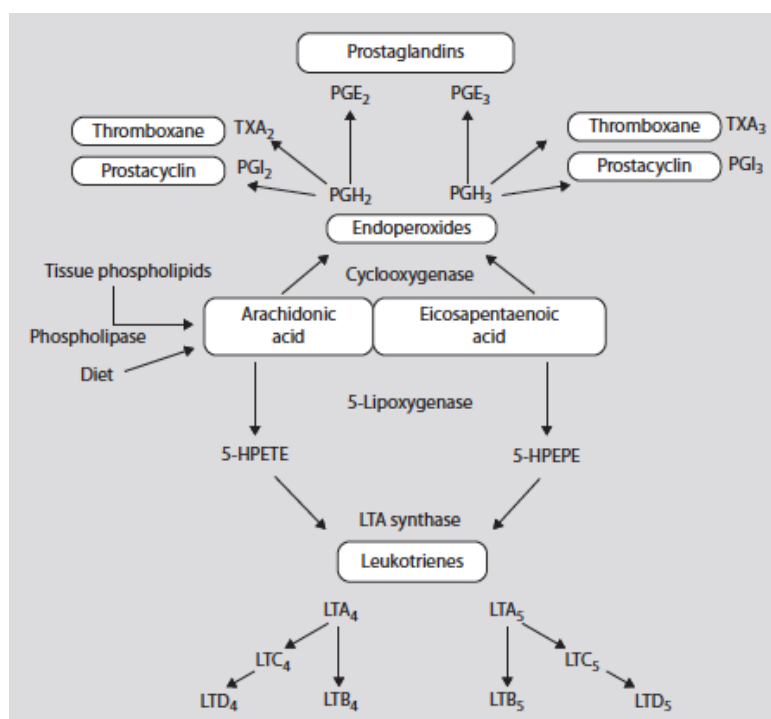 Prostaglandins
PGE₂ PGE₃
Thromboxane TXA₂ Thromboxane TXA₃
Prostacyclin PGI₂ Prostacyclin PGI₃
PGH₂ PGH₃
Endoperoxides
Tissue phospholipids Cyclooxygenase
Arachidonic acid
Eicosapentaenoic acid
Phospholipase
Diet
5-Lipoxygenase
5-HPETE 5-HPEPE
LTA synthase
Leukotrienes
LTA₄ LTA₅
LTC₄ LTC₅
LTD₄ LTB₄ LTB₅ LTD₅